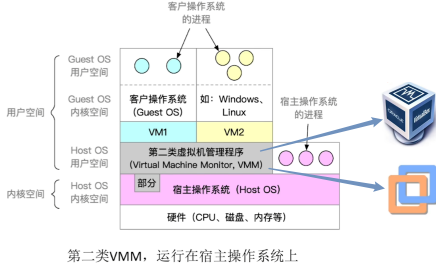 客户操作系统
的进程
Guest OS
用户空间
Guest OS
内核空间
客户操作系统
(Guest OS)
如：Windows、
Linux
宿主操作系统
的进程
VM1
VM2
用户空间
Host OS
用户空间
第二类虚拟机管理程序
(Virtual Machine Monitor, VMM)
内核空间
Host OS
内核空间
部分
宿主操作系统（Host OS）
硬件（CPU、磁盘、内存等）
VirtualBox
第二类VMM，运行在宿主操作系统上